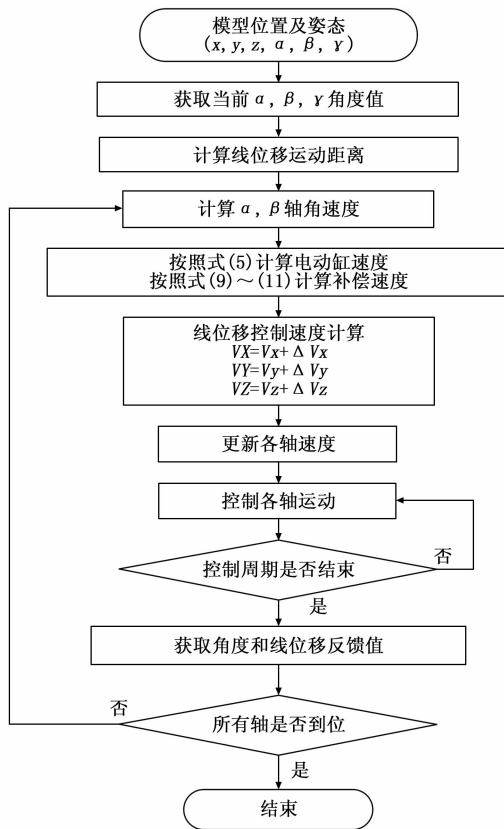 模型位置及姿态
(x, y, z, α, β, γ)
获取当前 α, β, γ 角度值
计算线位移运动距离
计算 α, β 轴角速度
按照式(5)计算电动缸速度
按照式(9)～(11)计算补偿速度
线位移控制速度计算
VX=Vx+ΔVx
VY=Vy+ΔVy
VZ=Vz+ΔVz
更新各轴速度
控制各轴运动
控制周期是否结束
否
是
获取角度和线位移反馈值
所有轴是否到位
否
是
结束